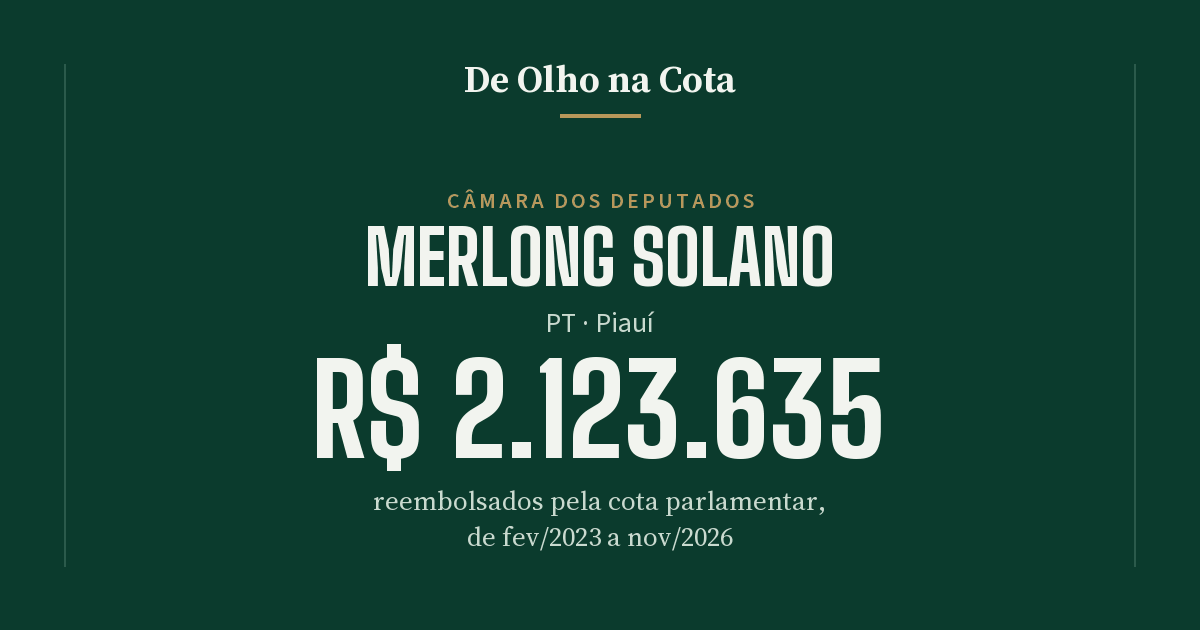 De Olho na Cota
CÂMARA DOS DEPUTADOS
MERLONG SOLANO
PT · Piauí
R$ 2.123.635
reembolsados pela cota parlamentar,
de fev/2023 a nov/2026